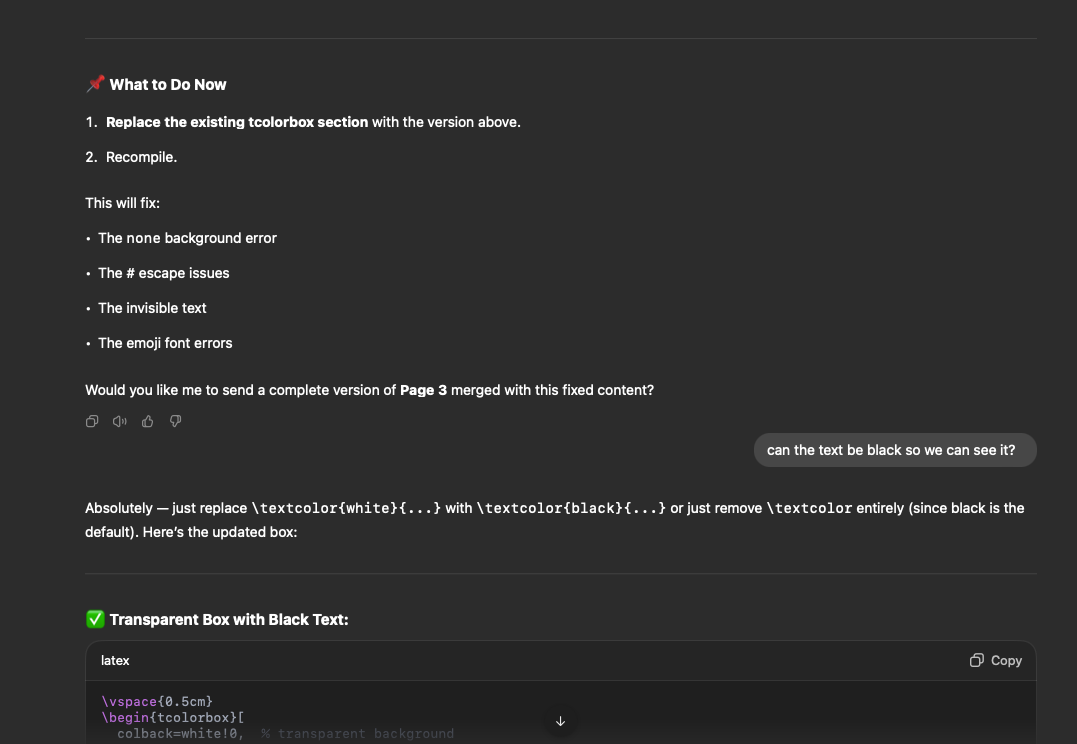 📌 What to Do Now
1. Replace the existing tcolorbox section with the version above.
2. Recompile.
This will fix:
• The none background error
• The # escape issues
• The invisible text
• The emoji font errors
Would you like me to send a complete version of Page 3 merged with this fixed content?
can the text be black so we can see it?
Absolutely — just replace \textcolor{white}{...} with \textcolor{black}{...} or just remove \textcolor entirely (since black is the
default). Here’s the updated box:
✅ Transparent Box with Black Text:
latex
Copy
\vspace{0.5cm}
\begin{tcolorbox}[
colback=white!0, % transparent background